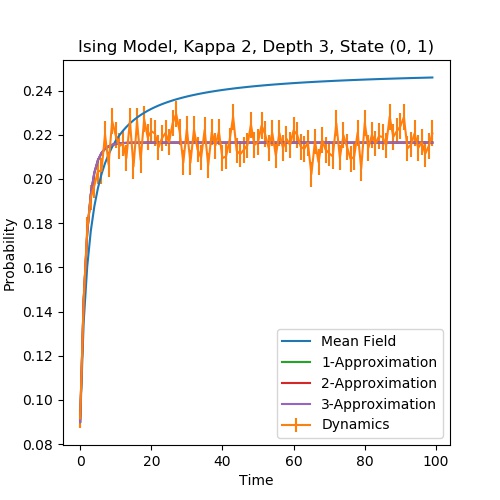 Ising Model, Kappa 2, Depth 3, State (0, 1)
0.24
0.22
0.20
0.18
0.16
0.14
0.12
0.10
0.08
Probability
Mean Field
1-Approximation
2-Approximation
3-Approximation
Dynamics
0 20 40 60 80 100
Time